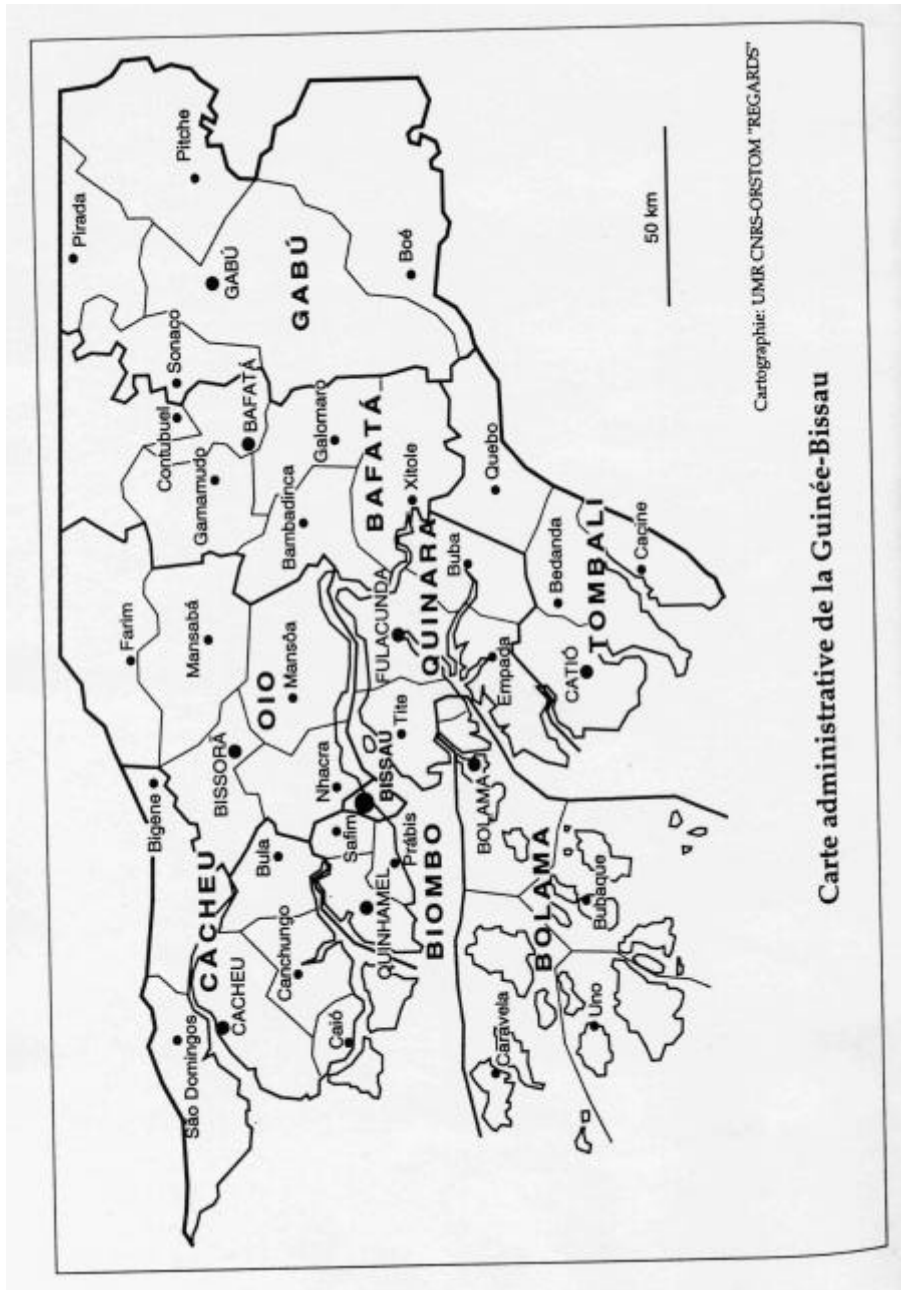 Pirada
Farim
Bigene
Contubuel
Sonaco
Pitche
São Domingos
CACHEU
Mansabá
Gamamudo
BISSORÃ
CACHEU
GABÚ
BAFATÁ
OIO
Bula
Canchungo
Mansôa
Bambadinca
GABÚ
Nhacra
Galomaro
Caió
Safim
QUINHAMEL
BISSAU
FULACUNDA
BAFATÁ
Prábis
Tite
Xitole
Boé
BIOMBO
QUINARA
Buba
BOLAMA
Quebo
Caravela
Empada
BOLAMA
Bedanda
CATIÓ
Uno
Bubaque
TOMBALI
Cacine
50 km
Cartographie: UMR CNRS-ORSTOM "REGARDS"
Carte administrative de la Guinée-Bissau